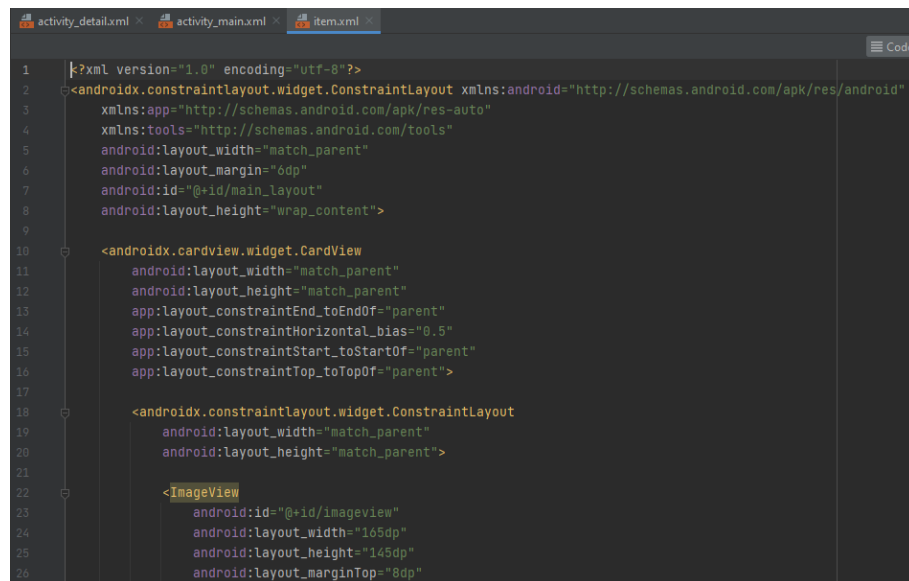 activity_detail.xml
activity_main.xml
item.xml
Code
1 <?xml version="1.0" encoding="utf-8"?>
2 <androidx.constraintlayout.widget.ConstraintLayout xmlns:android="http://schemas.android.com/apk/res/android"
3 xmlns:app="http://schemas.android.com/apk/res-auto"
4 xmlns:tools="http://schemas.android.com/tools"
5 android:layout_width="match_parent"
6 android:layout_margin="6dp"
7 android:id="@+id/main_layout"
8 android:layout_height="wrap_content">
9
10 <androidx.cardview.widget.CardView
11 android:layout_width="match_parent"
12 android:layout_height="match_parent"
13 app:layout_constraintEnd_toEndOf="parent"
14 app:layout_constraintHorizontal_bias="0.5"
15 app:layout_constraintStart_toStartOf="parent"
16 app:layout_constraintTop_toTopOf="parent">
17
18 <androidx.constraintlayout.widget.ConstraintLayout
19 android:layout_width="match_parent"
20 android:layout_height="match_parent">
21
22 <ImageView
23 android:id="@+id/imageview"
24 android:layout_width="165dp"
25 android:layout_height="145dp"
26 android:layout_marginTop="8dp"